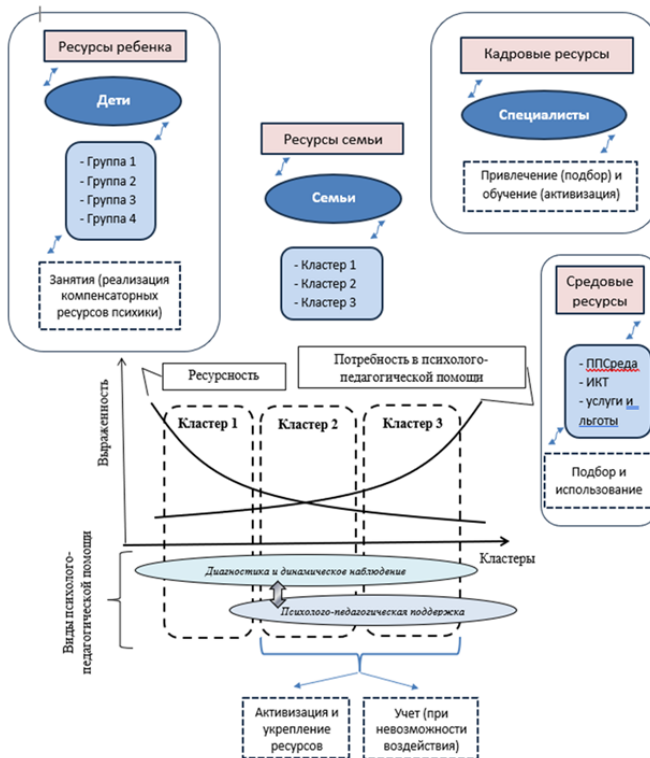 Ресурсы ребенка
Дети
- Группа 1
- Группа 2
- Группа 3
- Группа 4
Занятия (реализация
компенсаторных
ресурсов психики)
Ресурсы семьи
Семьи
- Кластер 1
- Кластер 2
- Кластер 3
Кадровые ресурсы
Специалисты
Привлечение (подбор) и
обучение (активизация)
Средовые
ресурсы
- ППСреда
- ИКТ
- услуги и
льготы
Подбор и
использование
Выраженность
Ресурсность
Потребность в психолого-
педагогической помощи
Кластер 1
Кластер 2
Кластер 3
Кластеры
Виды психолого-
педагогической помощи
Диагностика и динамическое наблюдение
Психолого-педагогическая поддержка
Активизация и
укрепление
ресурсов
Учет (при
невозможности
воздействия)